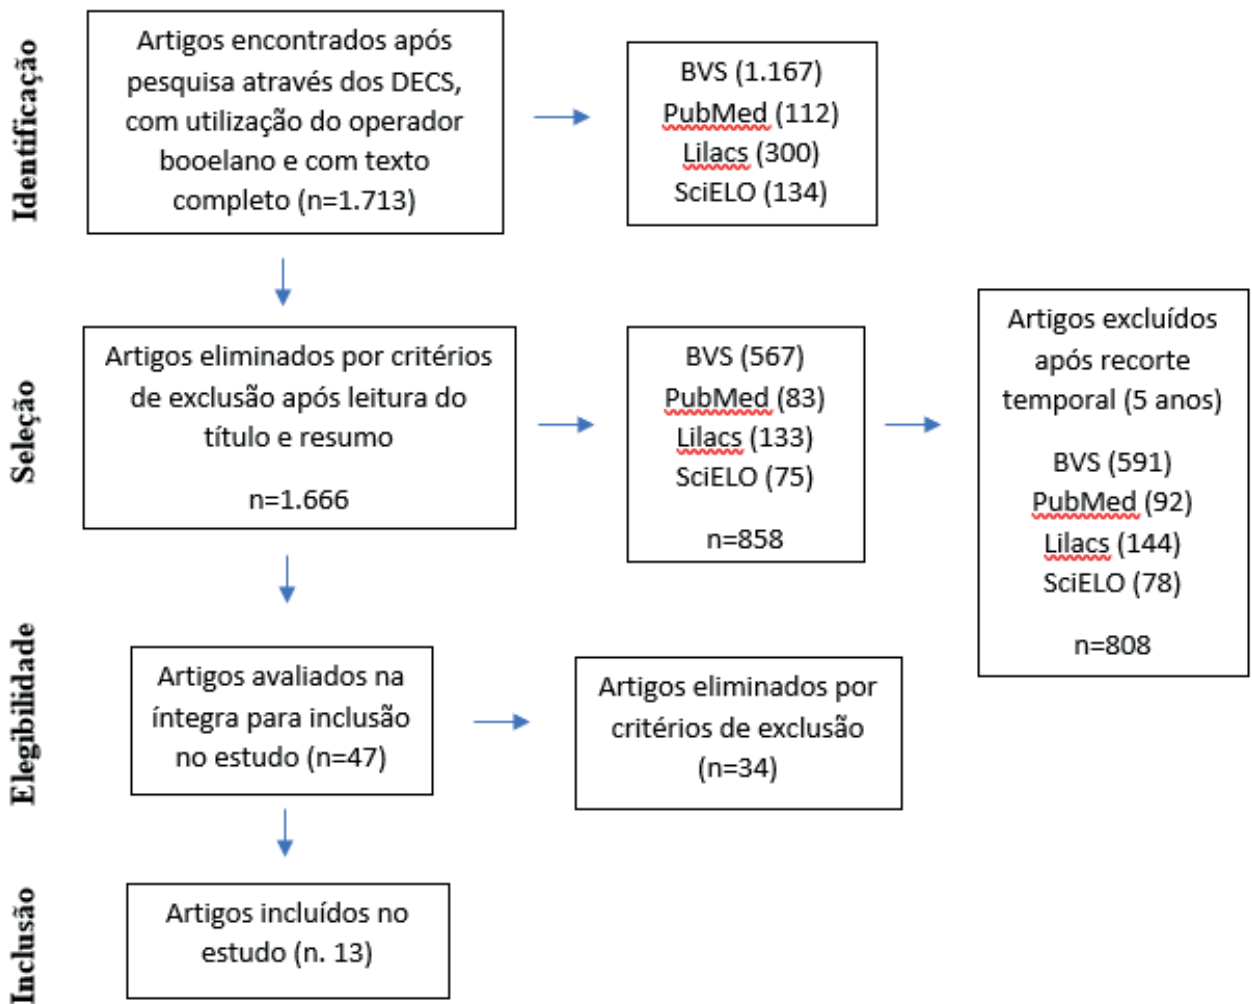 Identificação
Artigos encontrados após
pesquisa através dos DECS,
com utilização do operador
booelano e com texto
completo (n=1.713)
BVS (1.167)
PubMed (112)
Lilacs (300)
SciELO (134)
Seleção
Artigos eliminados por critérios
de exclusão após leitura do
título e resumo
n=1.666
BVS (567)
PubMed (83)
Lilacs (133)
SciELO (75)
n=858
Artigos excluídos
após recorte
temporal (5 anos)
BVS (591)
PubMed (92)
Lilacs (144)
SciELO (78)
n=808
Elegibilidade
Artigos avaliados na
íntegra para inclusão
no estudo (n=47)
Artigos eliminados por
critérios de exclusão
(n=34)
Inclusão
Artigos incluídos no
estudo (n. 13)